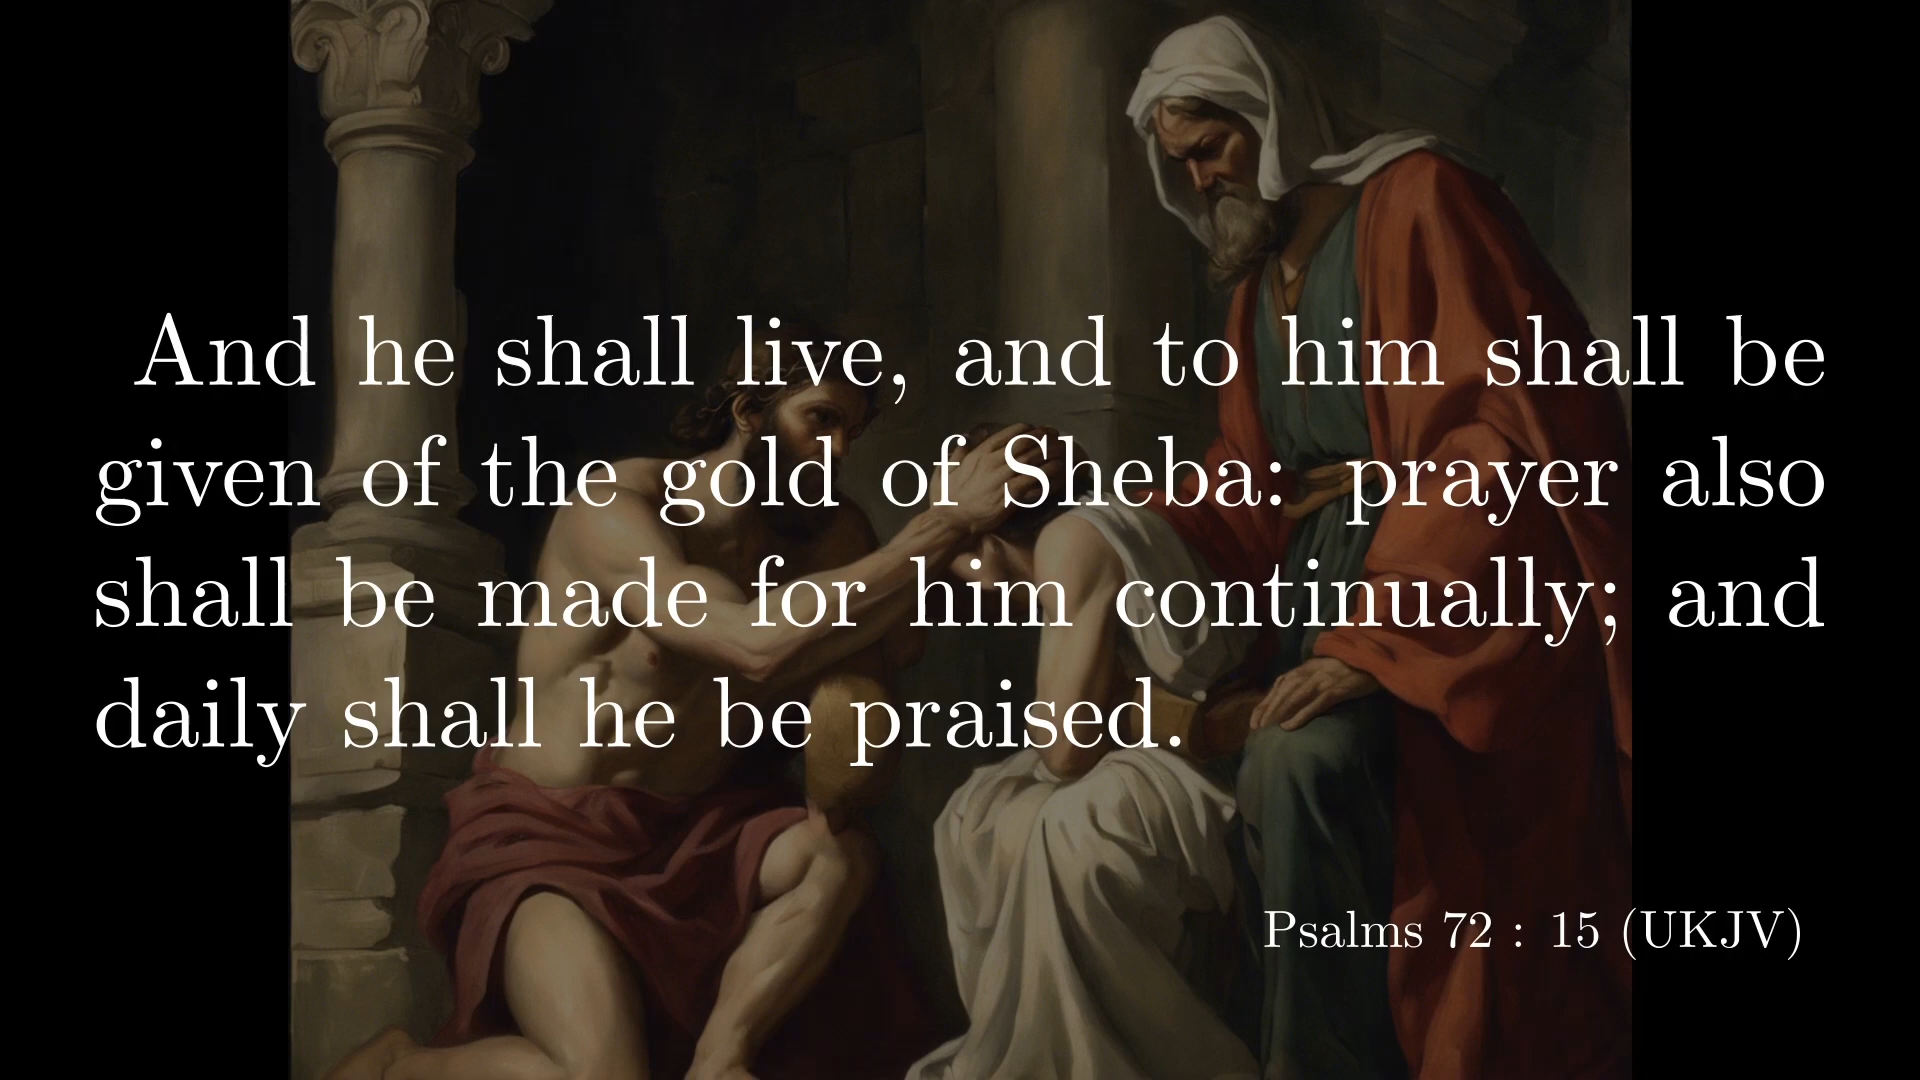 And he shall live, and to him shall be
given of the gold of Sheba: prayer also
shall be made for him continually; and
daily shall he be praised.
Psalms 72 : 15 (UKJV)